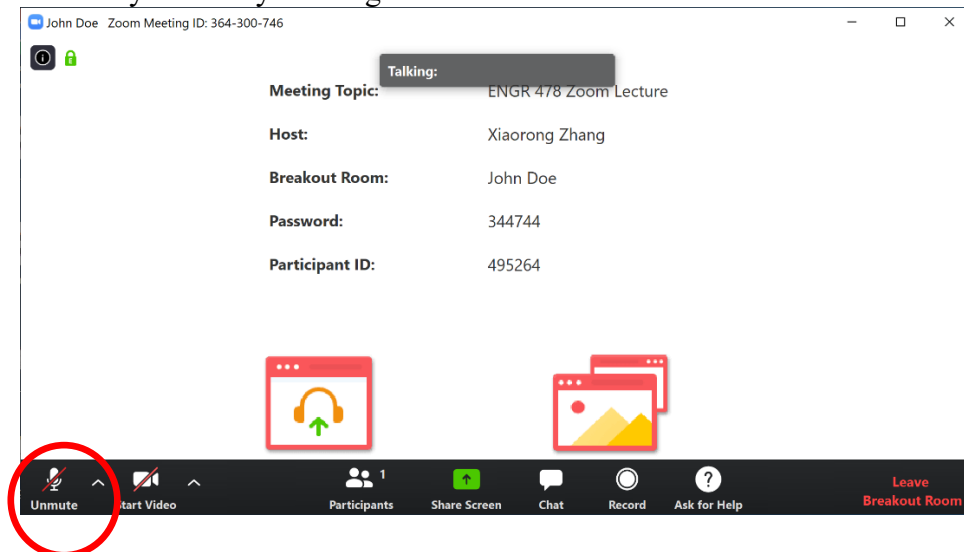 John Doe Zoom Meeting ID: 364-300-746
Talking:
Meeting Topic: ENGR 478 Zoom Lecture
Host: Xiaorong Zhang
Breakout Room: John Doe
Password: 344744
Participant ID: 495264
1
Unmute Start Video Participants Share Screen Chat Record Ask for Help Leave
Breakout Room